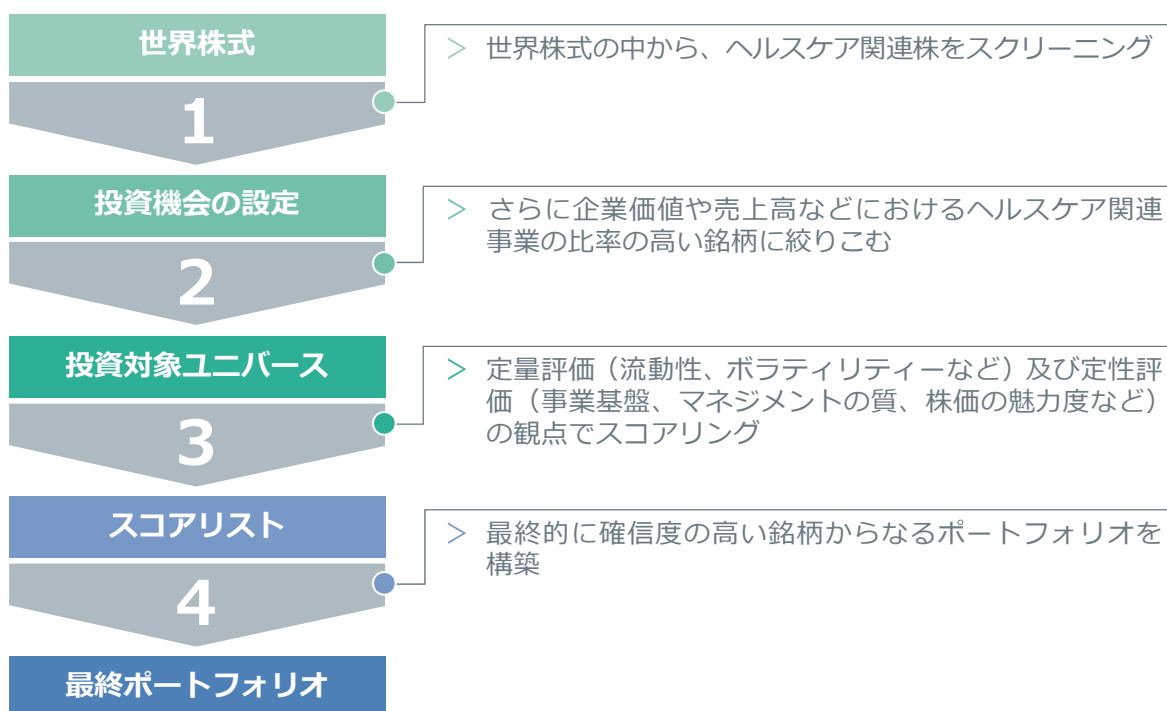 世界株式
＞ 世界株式の中から、ヘルスケア関連株をスクリーニング
1
投資機会の設定
＞ さらに企業価値や売上高などにおけるヘルスケア関連
事業の比率の高い銘柄に絞りこむ
2
投資対象ユニバース
＞ 定量評価（流動性、ボラティリティーなど）及び定性評
価（事業基盤、マネジメントの質、株価の魅力度など）
の観点でスコアリング
3
スコアリスト
＞ 最終的に確信度の高い銘柄からなるポートフォリオを
構築
4
最終ポートフォリオ